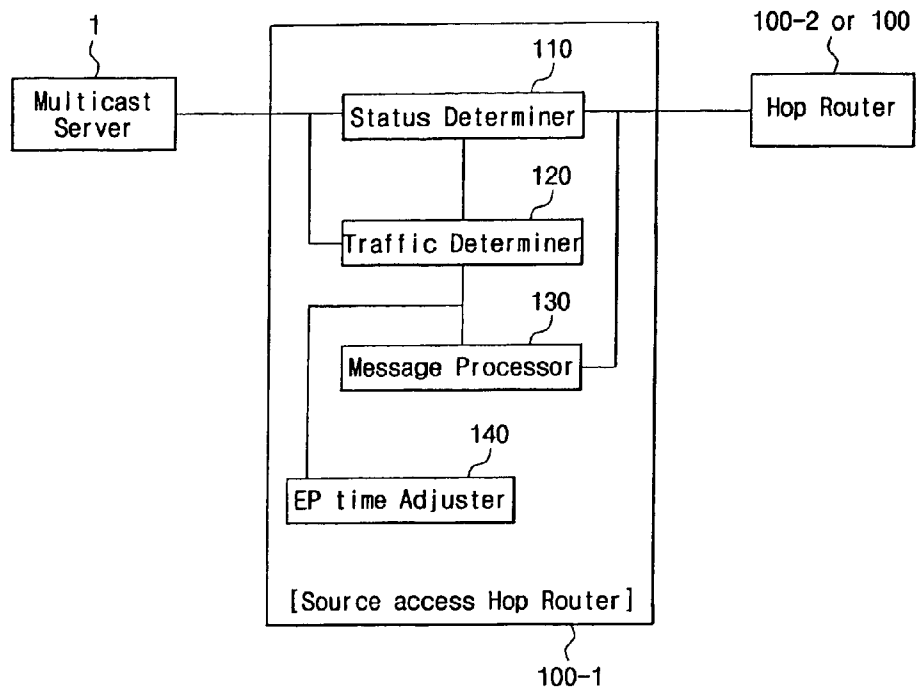 1
100-2 or 100
110
Multicast
Server
Status Determiner
Hop Router
120
Traffic Determiner
130
Message Processor
140
EP time Adjuster
[Source access Hop Router]
100-1